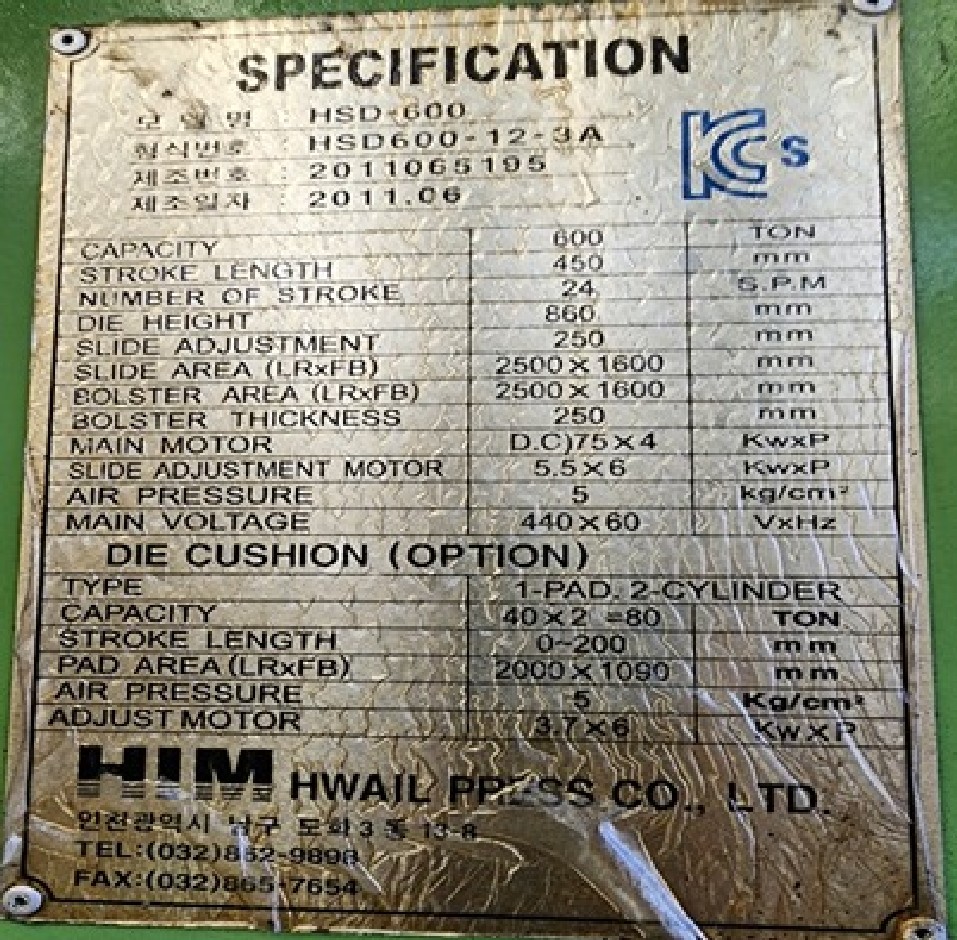 SPECIFICATION
모 델 명 : HSD-600
형식번호 : HSD600-12-3A
제조번호 : 2011065195
제조일자 : 2011.06
KCs
CAPACITY 600 TON
STROKE LENGTH 450 mm
NUMBER OF STROKE 24 S.P.M
DIE HEIGHT 860 mm
SLIDE ADJUSTMENT 250 mm
SLIDE AREA (LRxFB) 2500 x 1600 mm
BOLSTER AREA (LRxFB) 2500 x 1600 mm
BOLSTER THICKNESS 250 mm
MAIN MOTOR D.C)75 x 4 KwxP
SLIDE ADJUSTMENT MOTOR 5.5 x 6 KwxP
AIR PRESSURE 5 kg/cm²
MAIN VOLTAGE 440 x 60 VxHz
DIE CUSHION (OPTION)
TYPE 1-PAD, 2-CYLINDER
CAPACITY 40 x 2 =80 TON
STROKE LENGTH 0~200 mm
PAD AREA (LRxFB) 2000 x 1090 mm
AIR PRESSURE 5 Kg/cm²
ADJUST MOTOR 3.7 x 6 KwxP
HIM HWAIL PRESS CO., LTD.
인천광역시 남구 도화 3 동 13-8
TEL:(032)862-9898
FAX:(032)865-7654